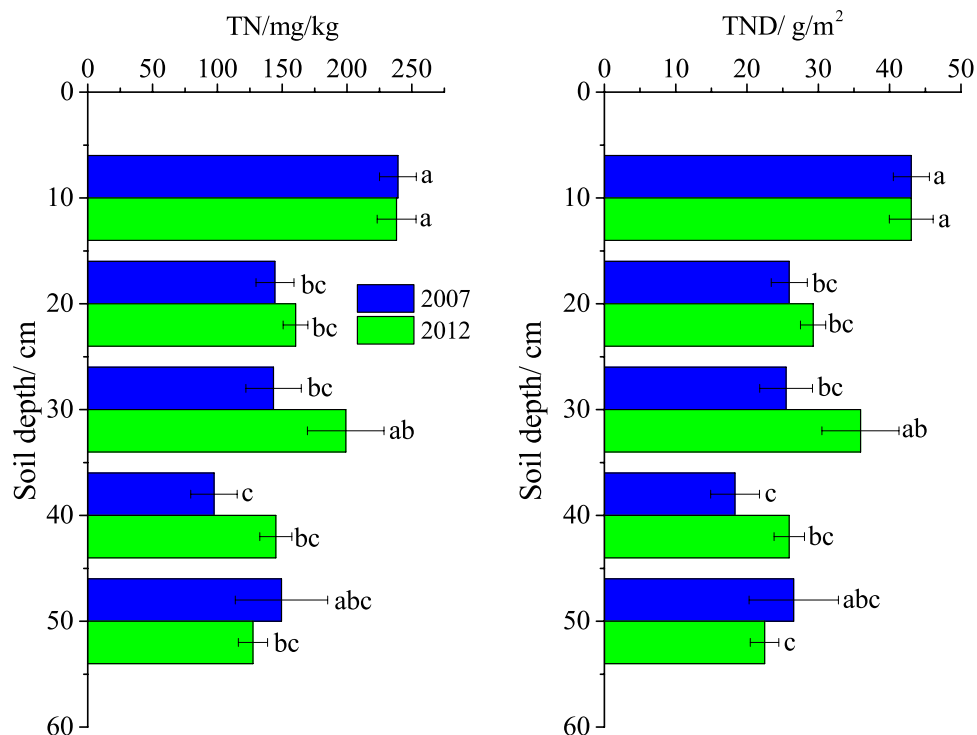 TN/mg/kg
0 50 100 150 200 250
0
10
20
30
40
50
60
Soil depth/ cm
a
a
bc
bc
bc
ab
c
bc
abc
bc
2007
2012
TND/ g/m²
0 10 20 30 40 50
0
10
20
30
40
50
60
Soil depth/ cm
a
a
bc
bc
bc
ab
c
bc
abc
c